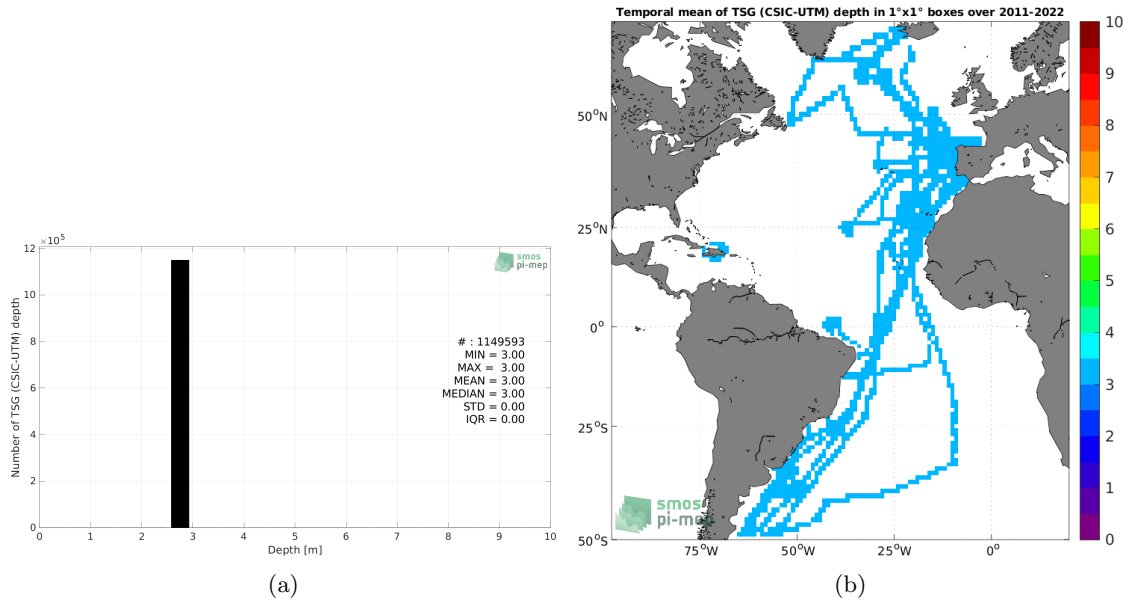 ×10⁵
12
10
8
6
4
2
0
Number of TSG (CSIC-UTM) depth
smos
pi-mep
# : 1149593
MIN = 3.00
MAX = 3.00
MEAN = 3.00
MEDIAN = 3.00
STD = 0.00
IQR = 0.00
0 1 2 3 4 5 6 7 8 9 10
Depth [m]
(a)
Temporal mean of TSG (CSIC-UTM) depth in 1°x1° boxes over 2011-2022
50°N
25°N
0°
25°S
50°S
75°W 50°W 25°W 0°
smos
pi-mep
10
9
8
7
6
5
4
3
2
1
0
(b)